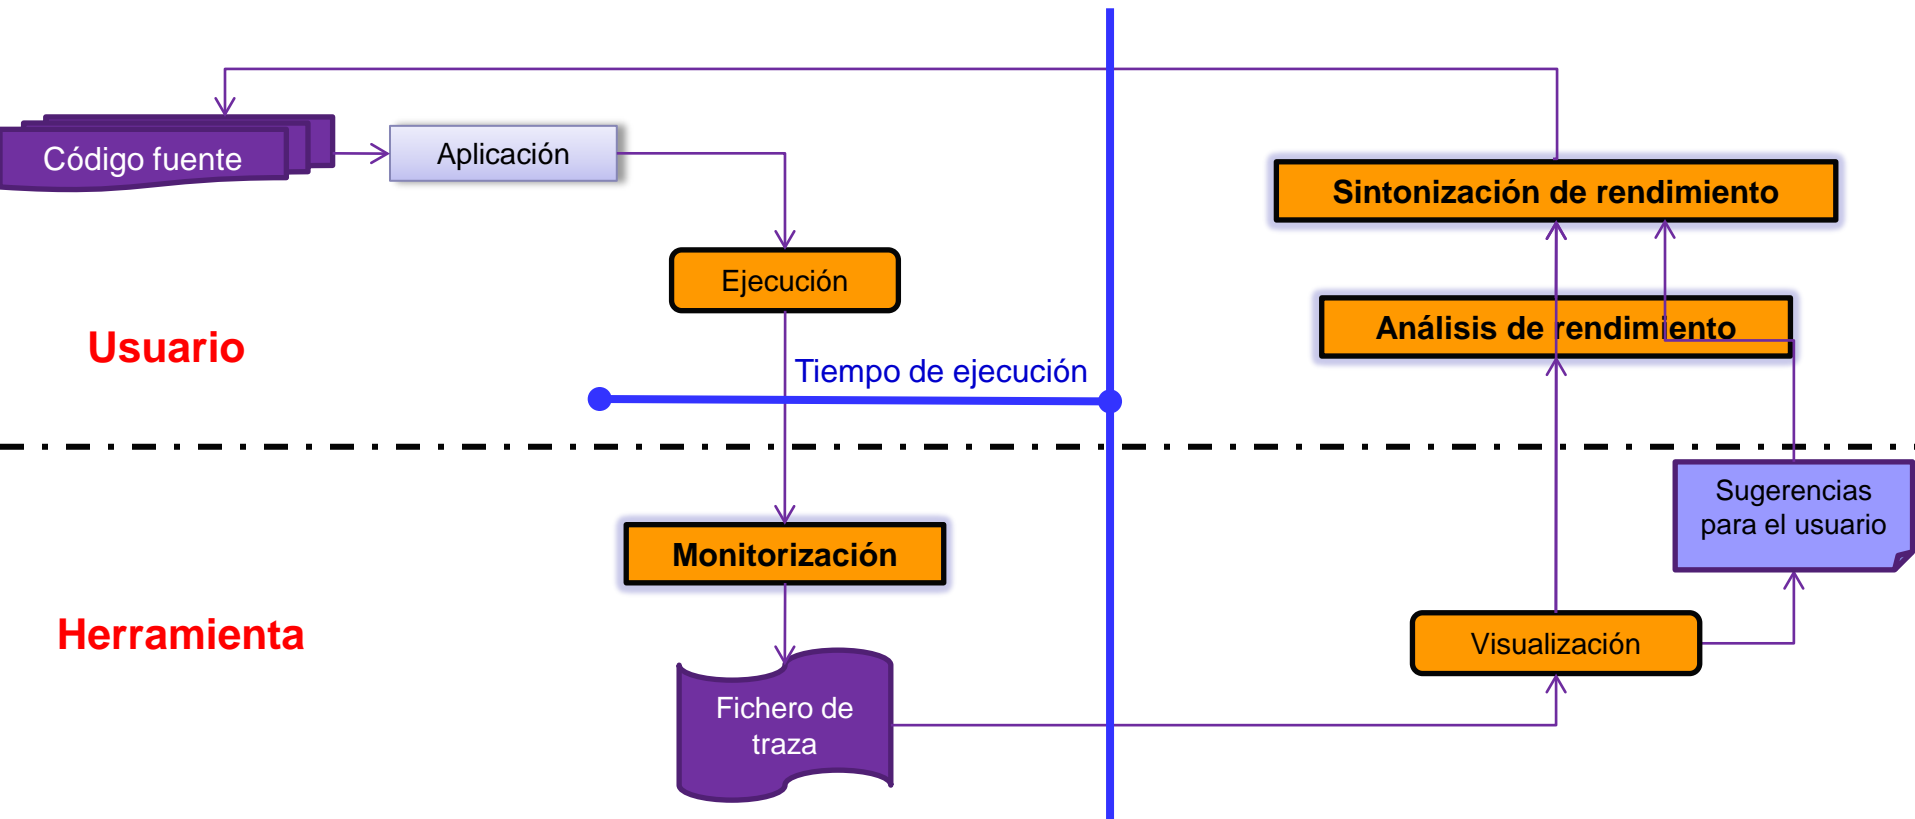 Código fuente
Aplicación
Sintonización de rendimiento
Ejecución
Análisis de rendimiento
Usuario
Tiempo de ejecución
Sugerencias
para el usuario
Monitorización
Herramienta
Visualización
Fichero de
traza